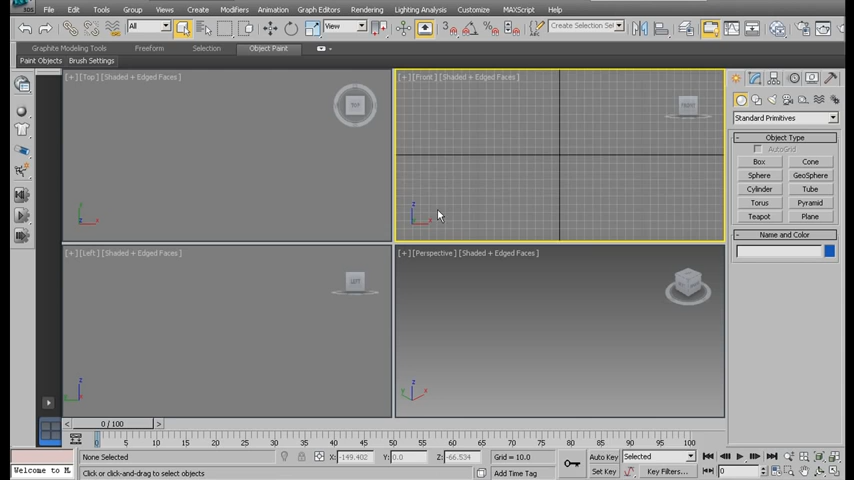 Edit Tools Group Views Create Modifiers Animation Graph Editors Rendering Lighting Analysis Customize MAXScript Help
All View 3 Create Selection Se
Graphite Modeling Tools Freeform Selection Object Paint
Paint Objects Brush Settings
[+] [Top] [Shaded + Edged Faces]
TOP
y
x
z
[+] [Front] [Shaded + Edged Faces]
FRONT
z
x
[+] [Left] [Shaded + Edged Faces]
LEFT
z
y
[+] [Perspective] [Shaded + Edged Faces]
z
x
Standard Primitives
- Object Type
AutoGrid
Box Cone
Sphere GeoSphere
Cylinder Tube
Torus Pyramid
Teapot Plane
- Name and Color
< 0 / 100 >
0 5 10 15 20 25 30 35 40 45 50 55 60 65 70 75 80 85 90 95 100
None Selected X: -149.402 Y: 0.0 Z: -66.534 Grid = 10.0 Auto Key Selected
Welcome to M Click or click-and-drag to select objects Add Time Tag Set Key Key Filters... 0